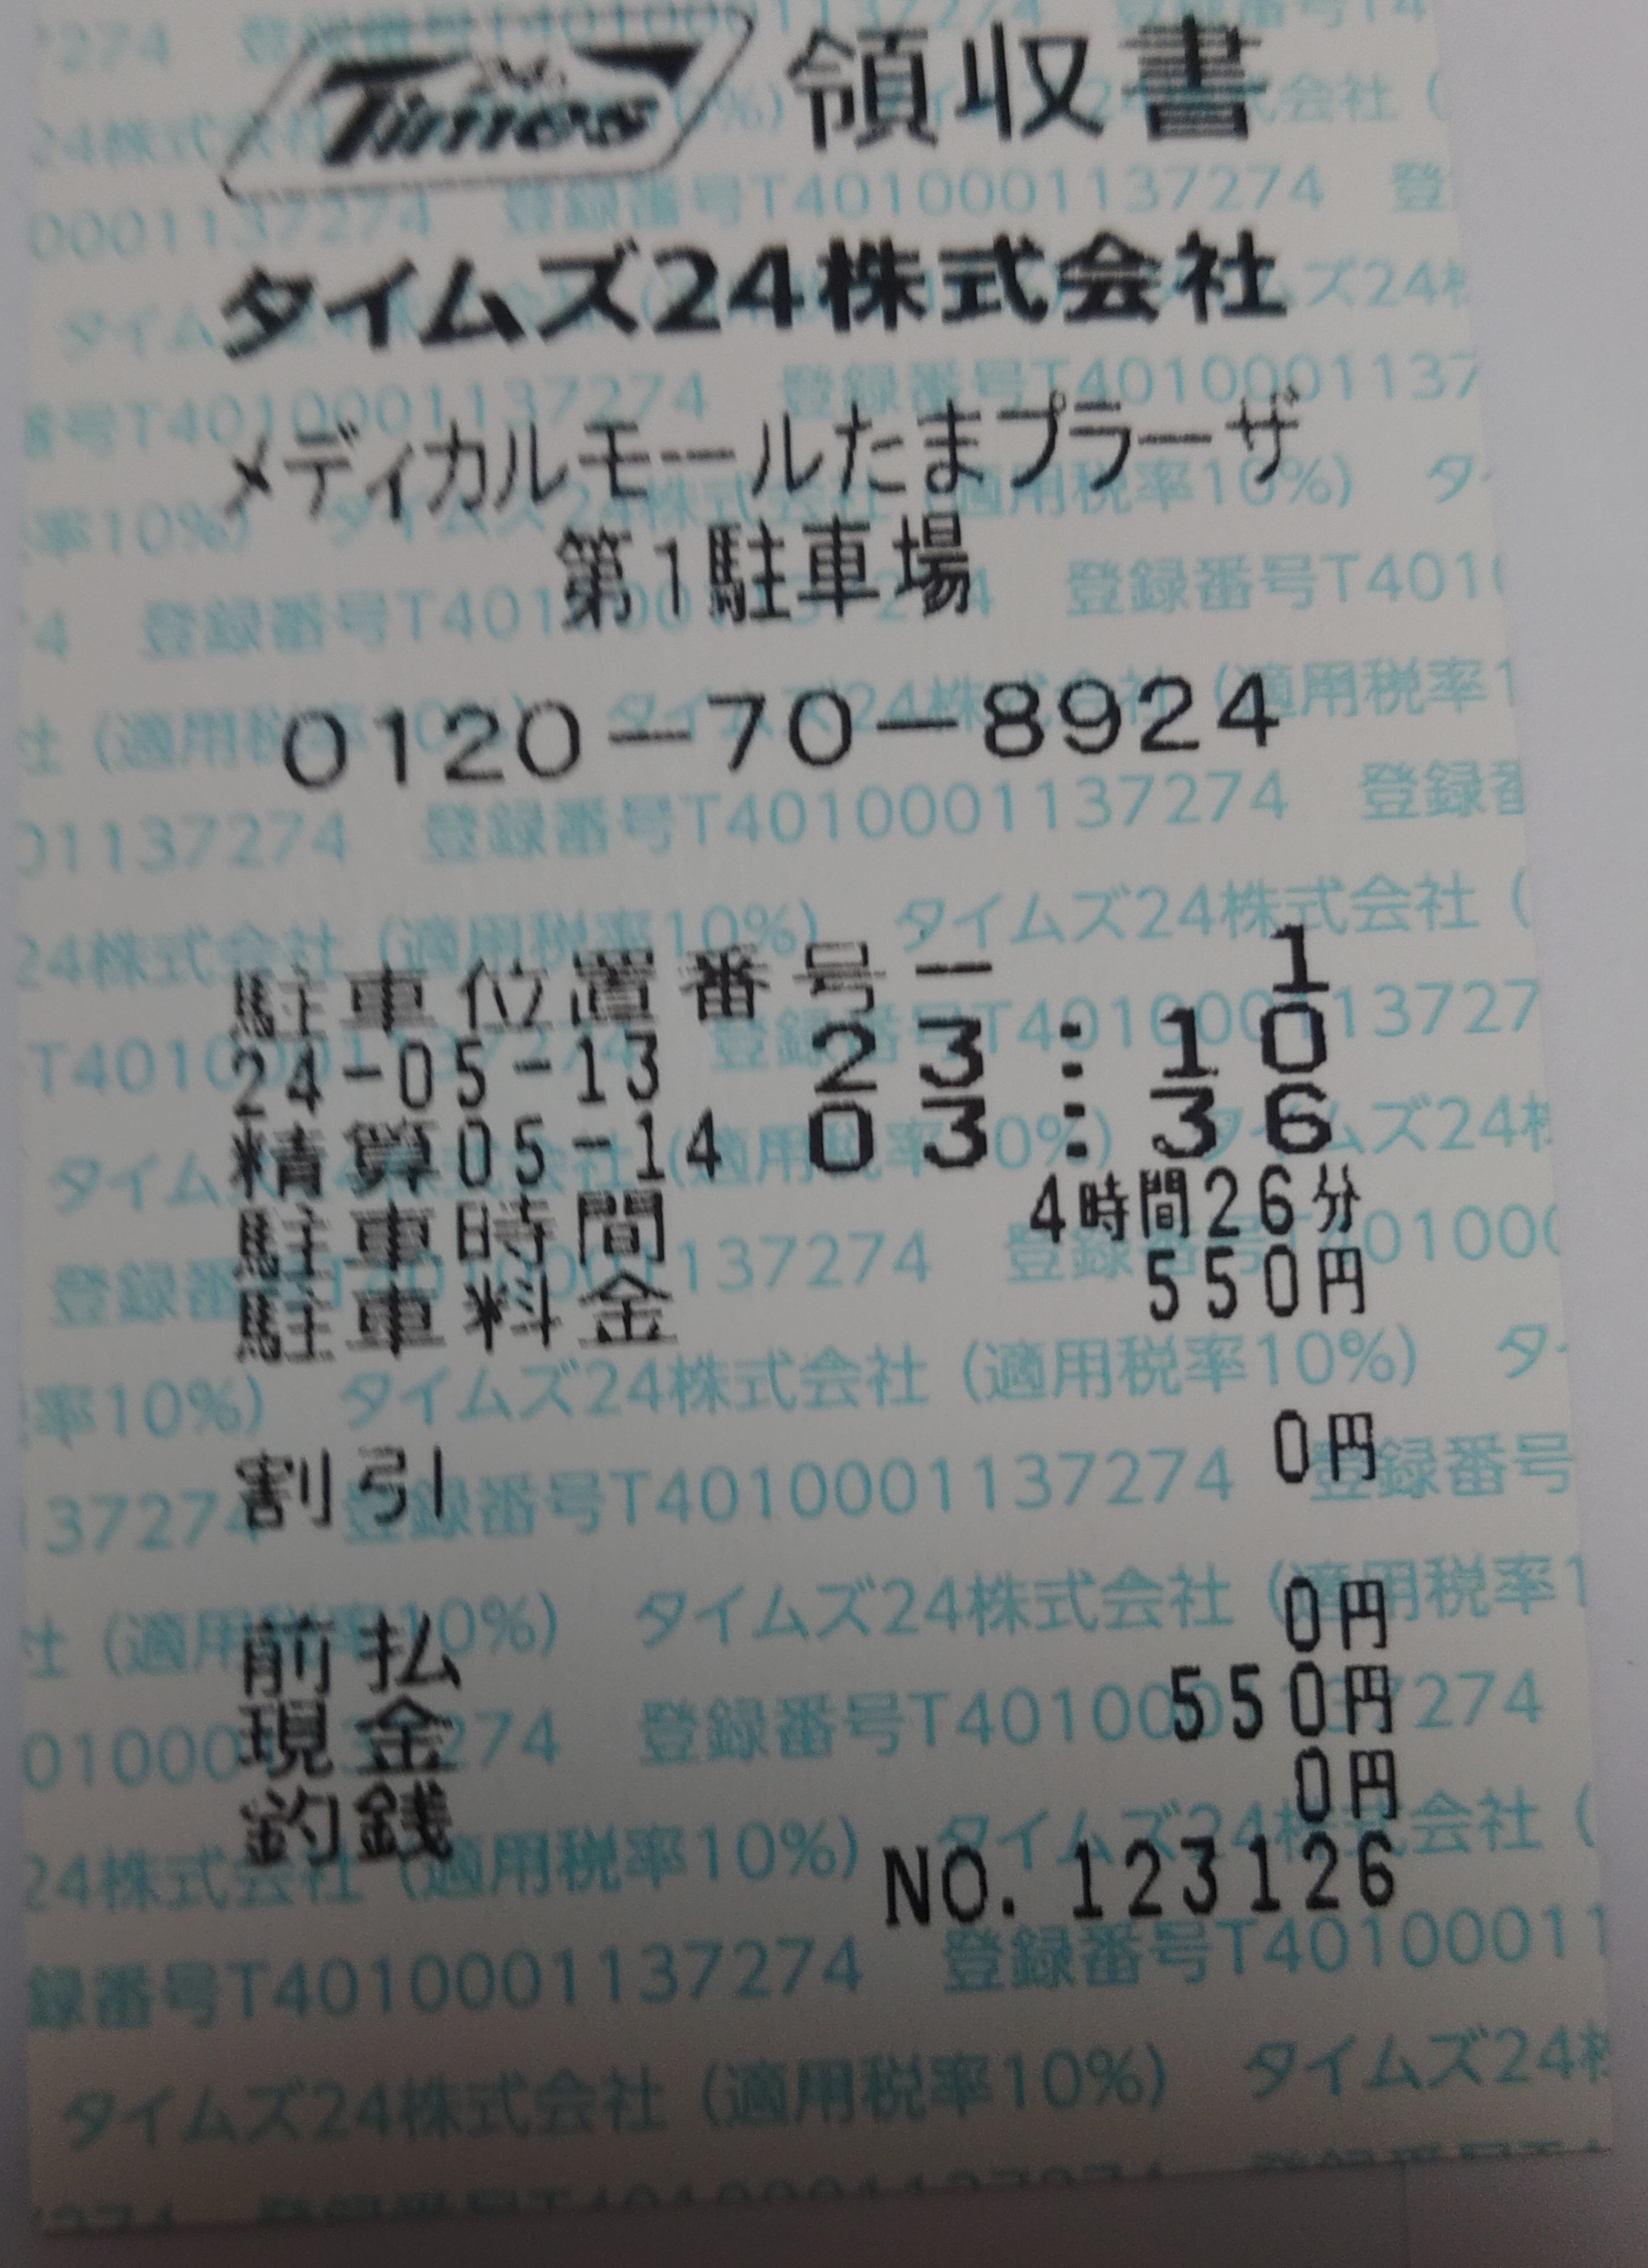 Times 領収書
タイムズ24株式会社
メディカルモールたまプラーザ
第1駐車場
0120-70-8924
駐車位置番号- 1
24-05-13 23:10
精算05-14 03:36
駐車時間 4時間26分
駐車料金 550円
割引 0円
前払 0円
現金 550円
釣銭 0円
NO.123126
登録番号T4010001137274
タイムズ24株式会社 (適用税率10%)